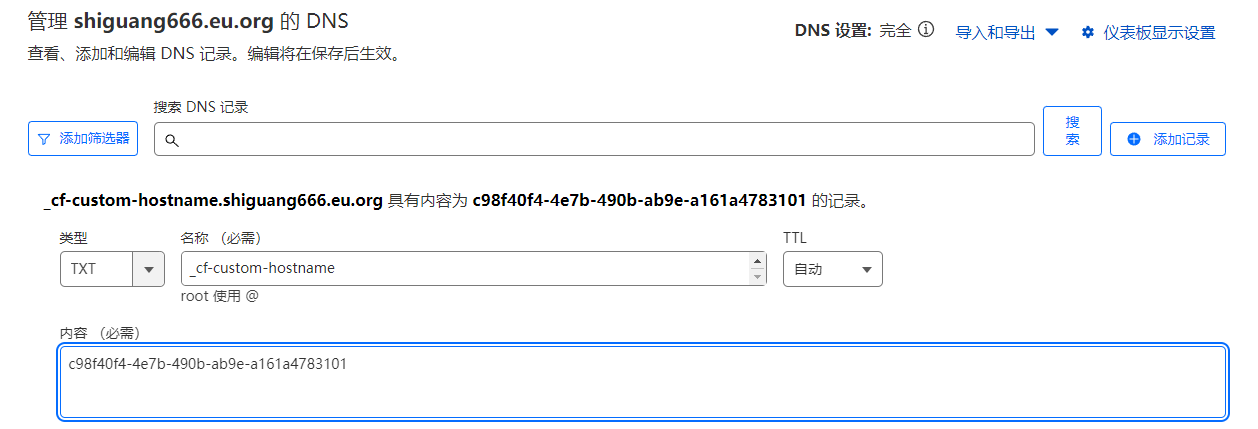 管理 shiguang666.eu.org 的 DNS
DNS 设置: 完全
导入和导出
仪表板显示设置
查看、添加和编辑 DNS 记录。编辑将在保存后生效。
搜索 DNS 记录
添加筛选器
搜
索
添加记录
_cf-custom-hostname.shiguang666.eu.org 具有内容为 c98f40f4-4e7b-490b-ab9e-a161a4783101 的记录。
类型
名称 （必需）
TTL
TXT
_cf-custom-hostname
自动
root 使用 @
内容 （必需）
c98f40f4-4e7b-490b-ab9e-a161a4783101